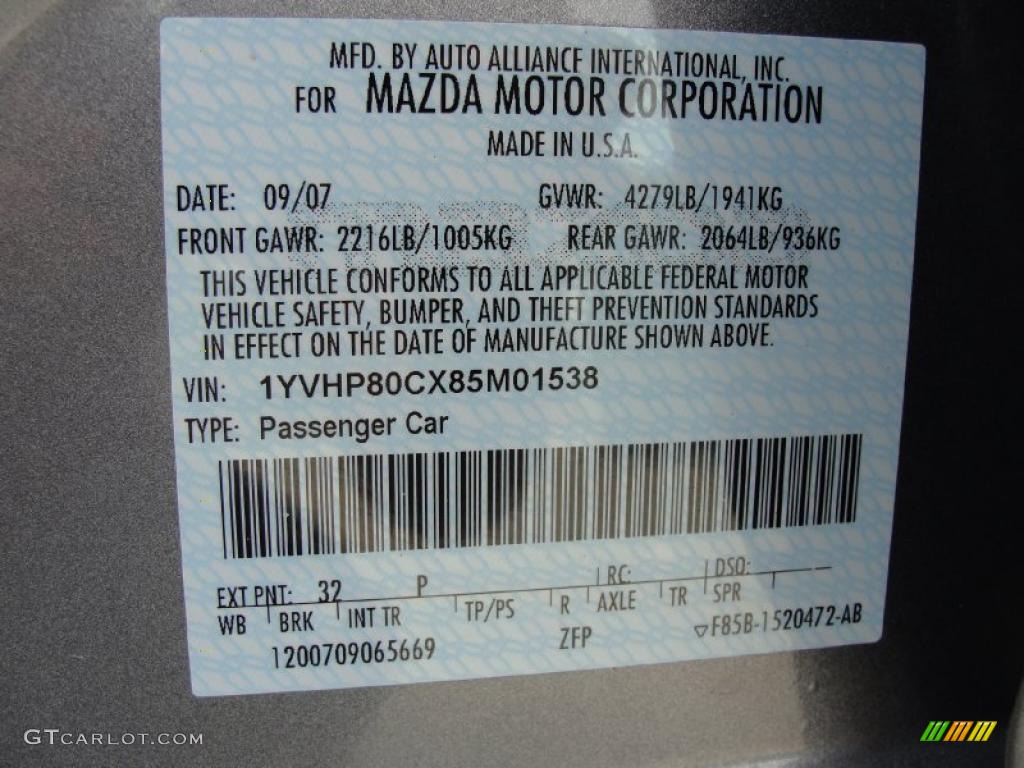 MFD. BY AUTO ALLIANCE INTERNATIONAL, INC.
FOR MAZDA MOTOR CORPORATION
MADE IN U.S.A.
DATE: 09/07 GVWR: 4279LB/1941KG
FRONT GAWR: 2216LB/1005KG REAR GAWR: 2064LB/936KG
THIS VEHICLE CONFORMS TO ALL APPLICABLE FEDERAL MOTOR
VEHICLE SAFETY, BUMPER, AND THEFT PREVENTION STANDARDS
IN EFFECT ON THE DATE OF MANUFACTURE SHOWN ABOVE.
VIN: 1YVHP80CX85M01538
TYPE: Passenger Car
EXT PNT: 32 P RC: DSO:
WB BRK INT TR TP/PS R AXLE TR SPR
1200709065669 ZFP ▽F85B-1520472-AB
GTCARLOT.COM